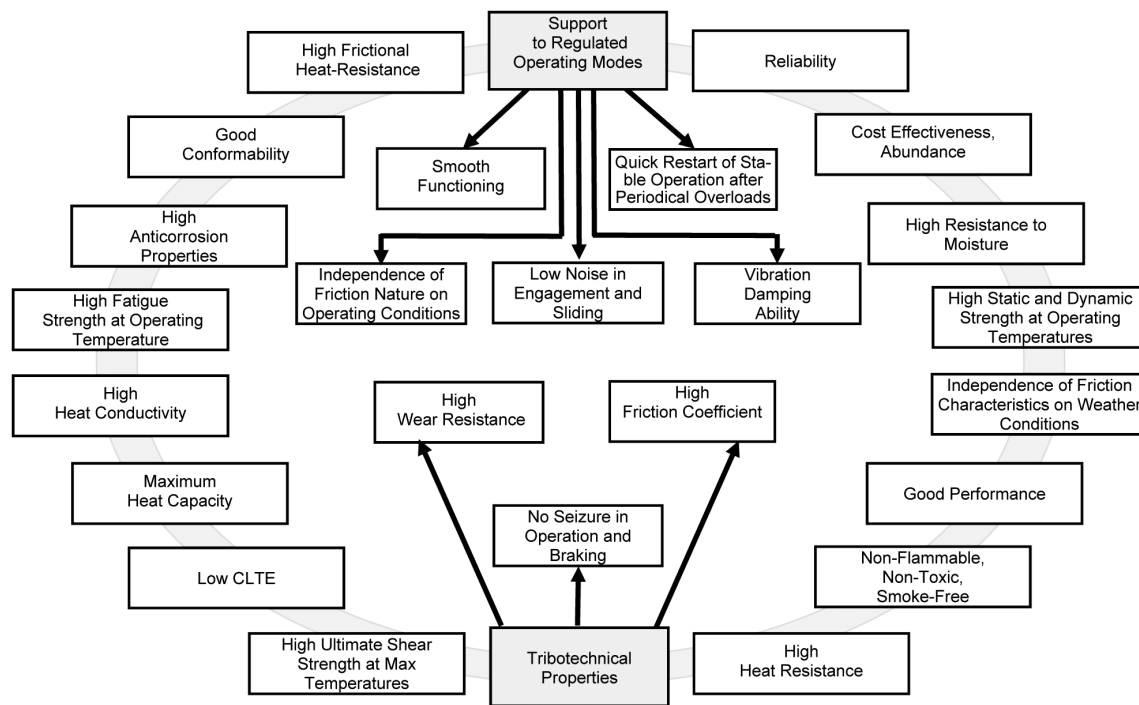 Support
to Regulated
Operating Modes
High Frictional
Heat-Resistance
Reliability
Good
Conformability
Cost Effectiveness,
Abundance
Smooth
Functioning
Quick Restart of Sta-
ble Operation after
Periodical Overloads
High
Anticorrosion
Properties
High Resistance to
Moisture
Independence of
Friction Nature on
Operating Conditions
Low Noise in
Engagement and
Sliding
Vibration
Damping
Ability
High Fatigue
Strength at Operating
Temperature
High Static and Dynamic
Strength at Operating
Temperatures
High
Heat Conductivity
High
Wear Resistance
High
Friction Coefficient
Independence of Friction
Characteristics on Weather
Conditions
Maximum
Heat Capacity
Good Performance
No Seizure in
Operation and
Braking
Low CLTE
Non-Flammable,
Non-Toxic,
Smoke-Free
High Ultimate Shear
Strength at Max
Temperatures
Tribotechnical
Properties
High
Heat Resistance